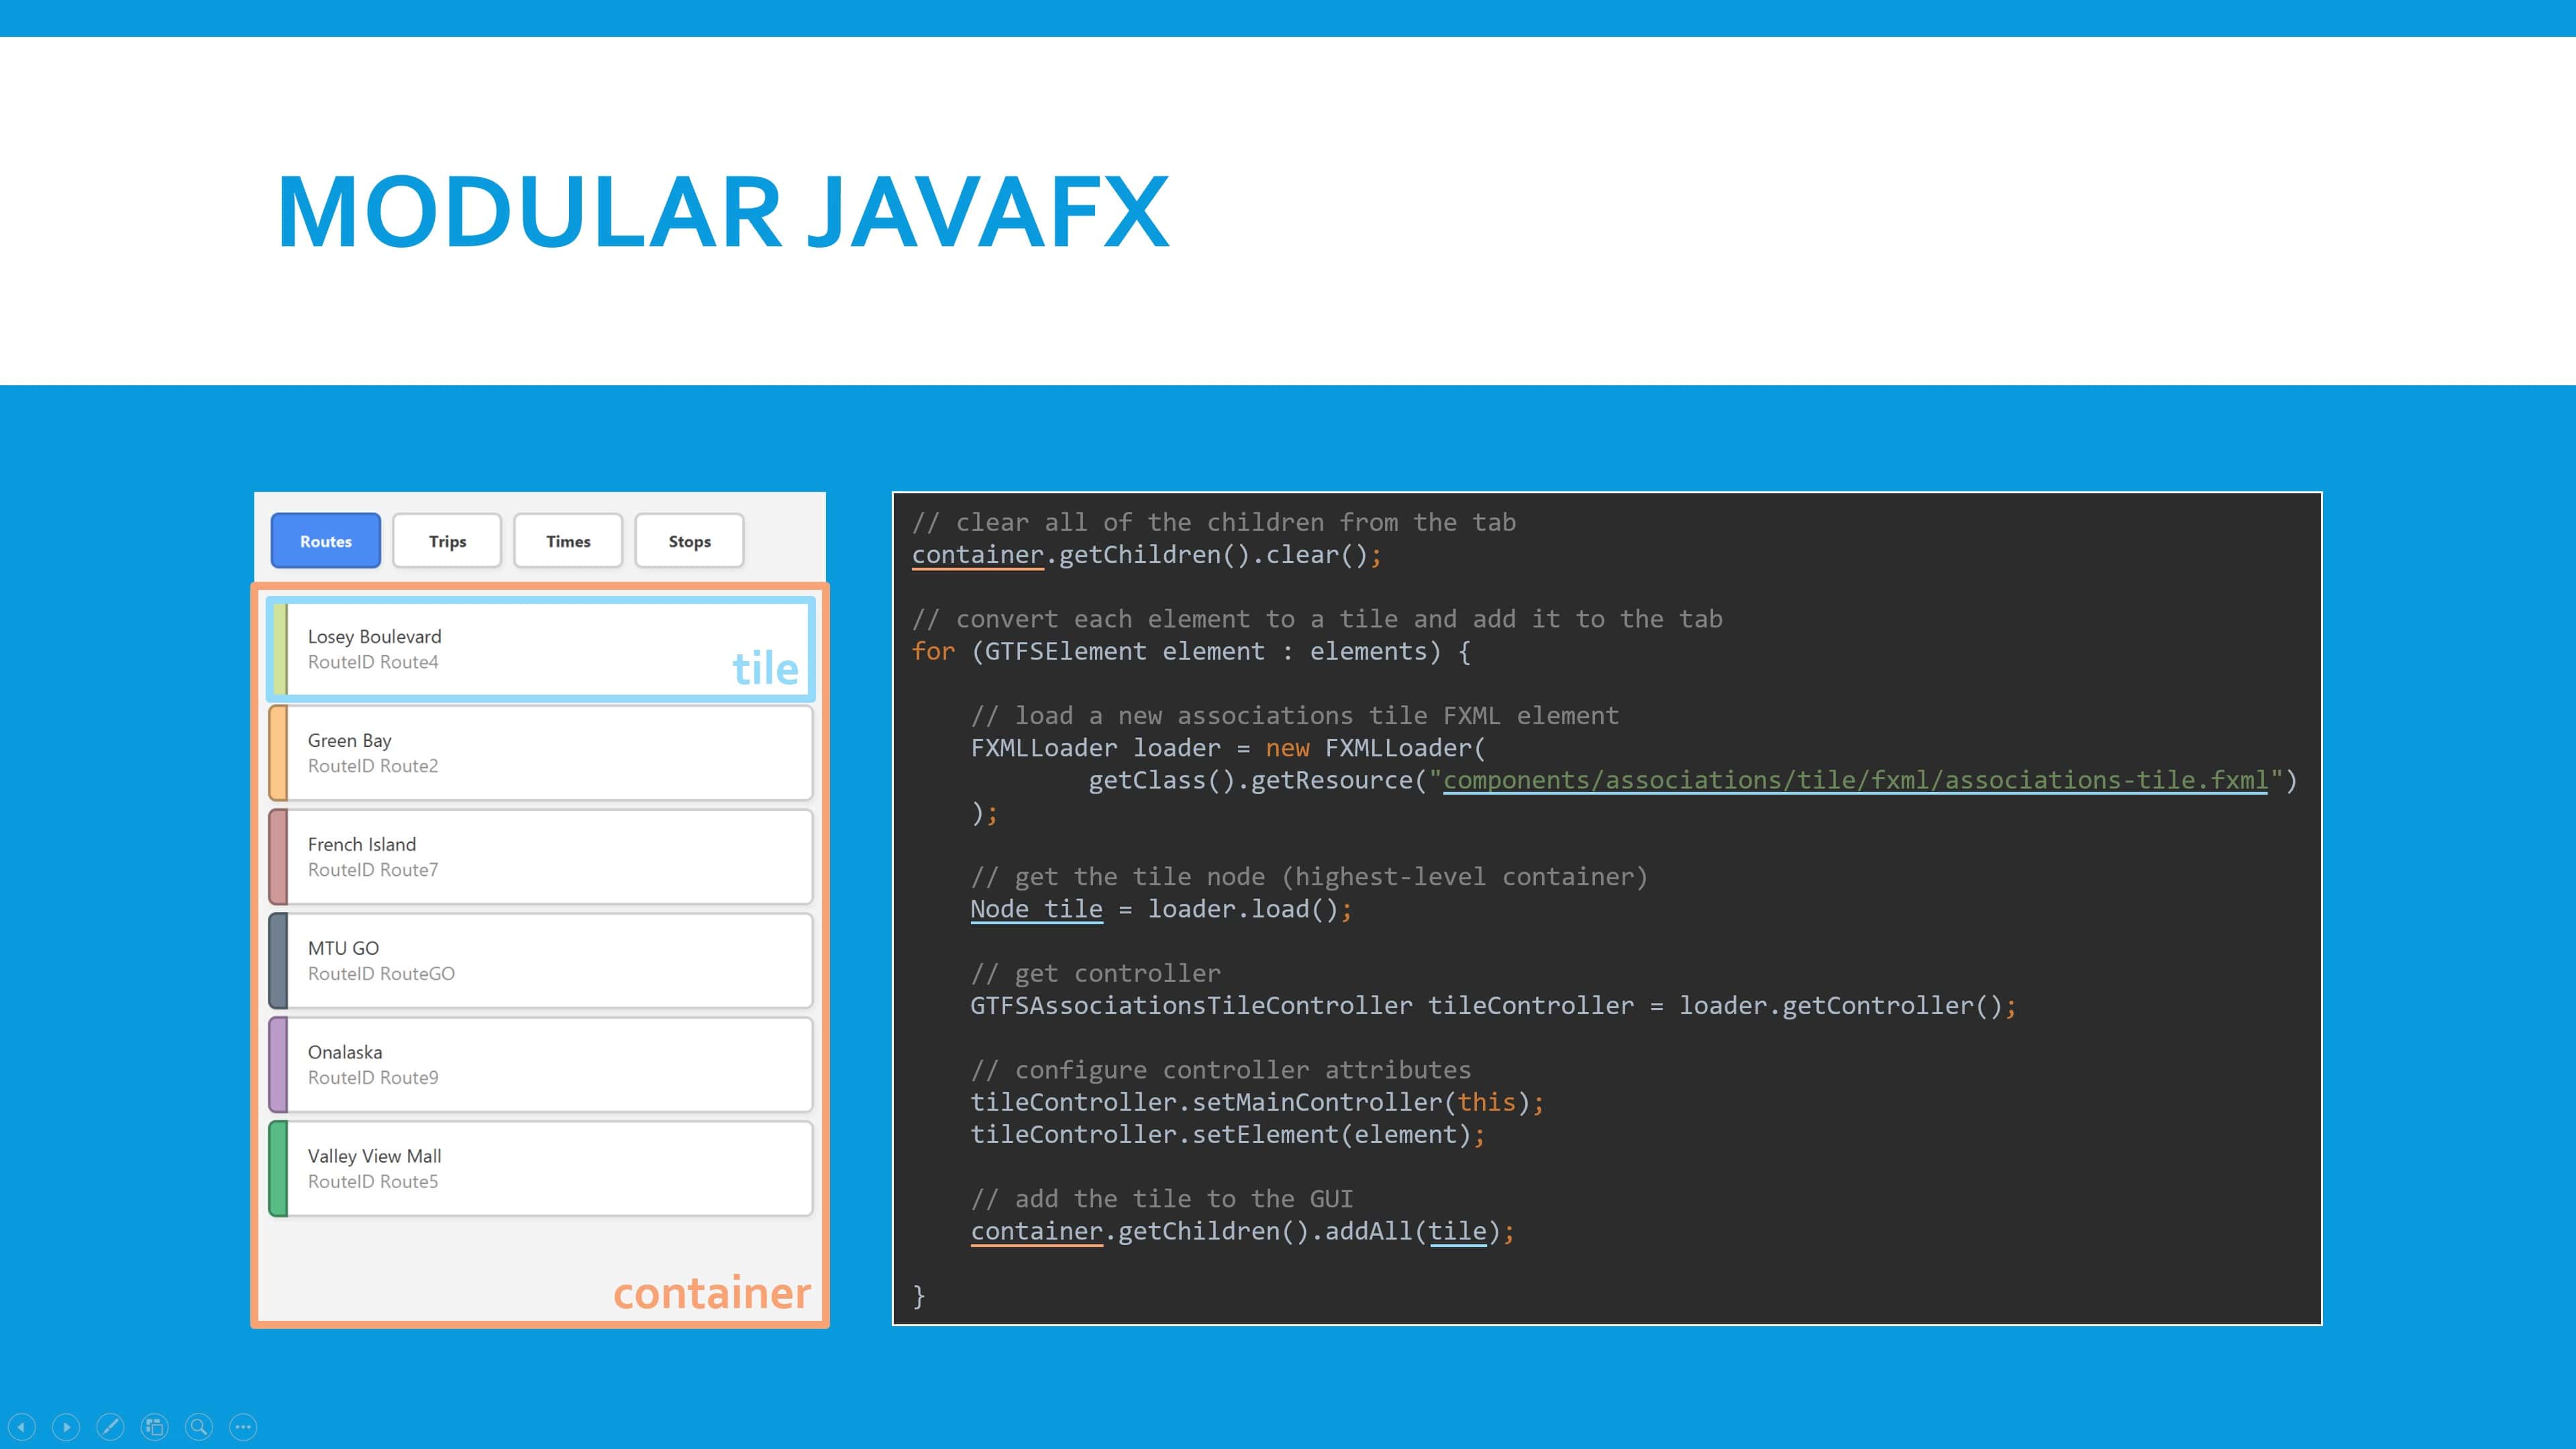 MODULAR JAVAFX
Routes
Trips
Times
Stops
Losey Boulevard
RouteID Route4
tile
Green Bay
RouteID Route2
French Island
RouteID Route7
MTU GO
RouteID RouteGO
Onalaska
RouteID Route9
Valley View Mall
RouteID Route5
container
// clear all of the children from the tab
container.getChildren().clear();
// convert each element to a tile and add it to the tab
for (GTFSElement element : elements) {
// load a new associations tile FXML element
FXMLLoader loader = new FXMLLoader(
getClass().getResource("components/associations/tile/fxml/associations-tile.fxml")
);
// get the tile node (highest-level container)
Node tile = loader.load();
// get controller
GTFSAssociationsTileController tileController = loader.getController();
// configure controller attributes
tileController.setMainController(this);
tileController.setElement(element);
// add the tile to the GUI
container.getChildren().addAll(tile);
}